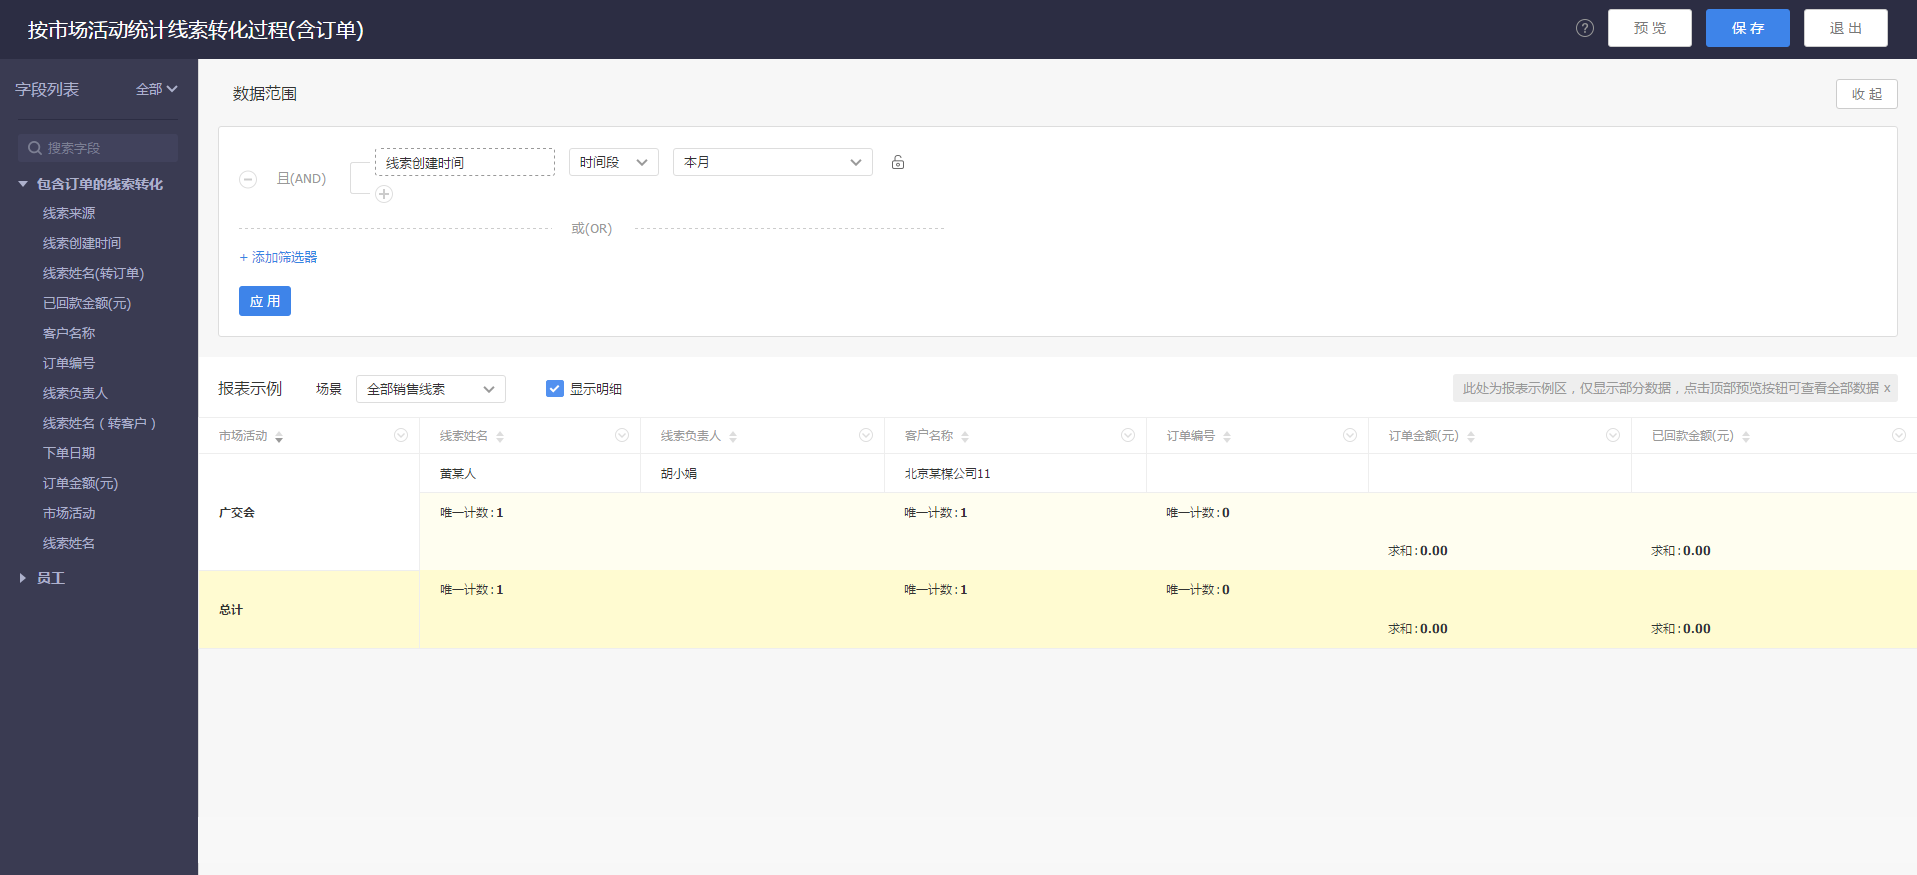 按市场活动统计线索转化过程(含订单)
? 预 览 保 存 退 出
字段列表 全部
搜索字段
包含订单的线索转化
线索来源
线索创建时间
线索姓名(转订单)
已回款金额(元)
客户名称
订单编号
线索负责人
线索姓名（转客户）
下单日期
订单金额(元)
市场活动
线索姓名
员工
数据范围 收 起
且(AND) 线索创建时间 时间段 本月
或(OR)
+ 添加筛选器
应 用
报表示例 场景 全部销售线索 显示明细 此处为报表示例区，仅显示部分数据，点击顶部预览按钮可查看全部数据 x
市场活动 线索姓名 线索负责人 客户名称 订单编号 订单金额(元) 已回款金额(元)
黄某人 胡小娟 北京某楳公司11
广交会 唯一计数:1 唯一计数:1 唯一计数:0
求和:0.00 求和:0.00
总计 唯一计数:1 唯一计数:1 唯一计数:0
求和:0.00 求和:0.00